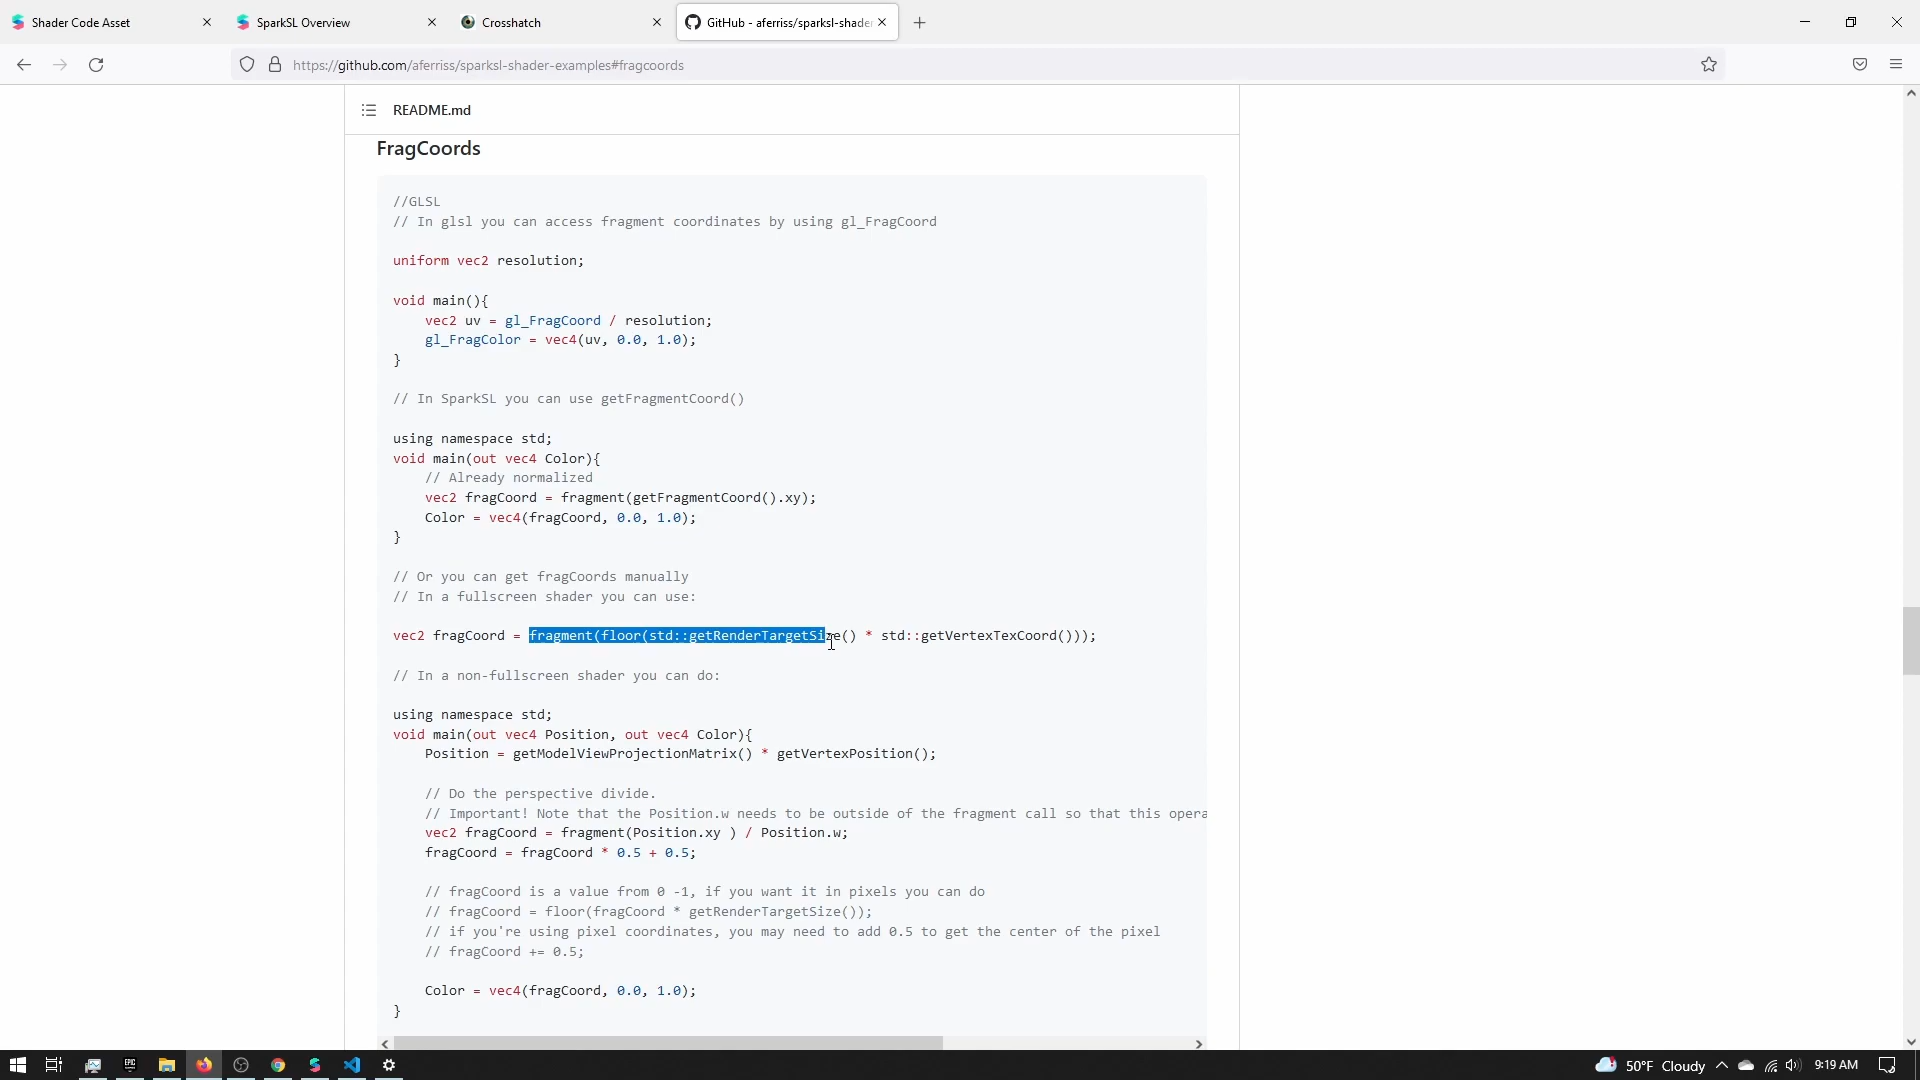 Shader Code Asset
SparkSL Overview
Crosshatch
GitHub - aferriss/sparksl-shader
https://github.com/aferriss/sparksl-shader-examples#fragcoords
README.md
FragCoords
//GLSL
// In glsl you can access fragment coordinates by using gl_FragCoord
uniform vec2 resolution;
void main(){
vec2 uv = gl_FragCoord / resolution;
gl_FragColor = vec4(uv, 0.0, 1.0);
}
// In SparkSL you can use getFragmentCoord()
using namespace std;
void main(out vec4 Color){
// Already normalized
vec2 fragCoord = fragment(getFragmentCoord().xy);
Color = vec4(fragCoord, 0.0, 1.0);
}
// Or you can get fragCoords manually
// In a fullscreen shader you can use:
vec2 fragCoord = fragment(floor(std::getRenderTargetSize() * std::getVertexTexCoord()));
// In a non-fullscreen shader you can do:
using namespace std;
void main(out vec4 Position, out vec4 Color){
Position = getModelViewProjectionMatrix() * getVertexPosition();
// Do the perspective divide.
// Important! Note that the Position.w needs to be outside of the fragment call so that this opera
vec2 fragCoord = fragment(Position.xy ) / Position.w;
fragCoord = fragCoord * 0.5 + 0.5;
// fragCoord is a value from 0 -1, if you want it in pixels you can do
// fragCoord = floor(fragCoord * getRenderTargetSize());
// if you're using pixel coordinates, you may need to add 0.5 to get the center of the pixel
// fragCoord += 0.5;
Color = vec4(fragCoord, 0.0, 1.0);
}
EPIC
50°F Cloudy
9:19 AM